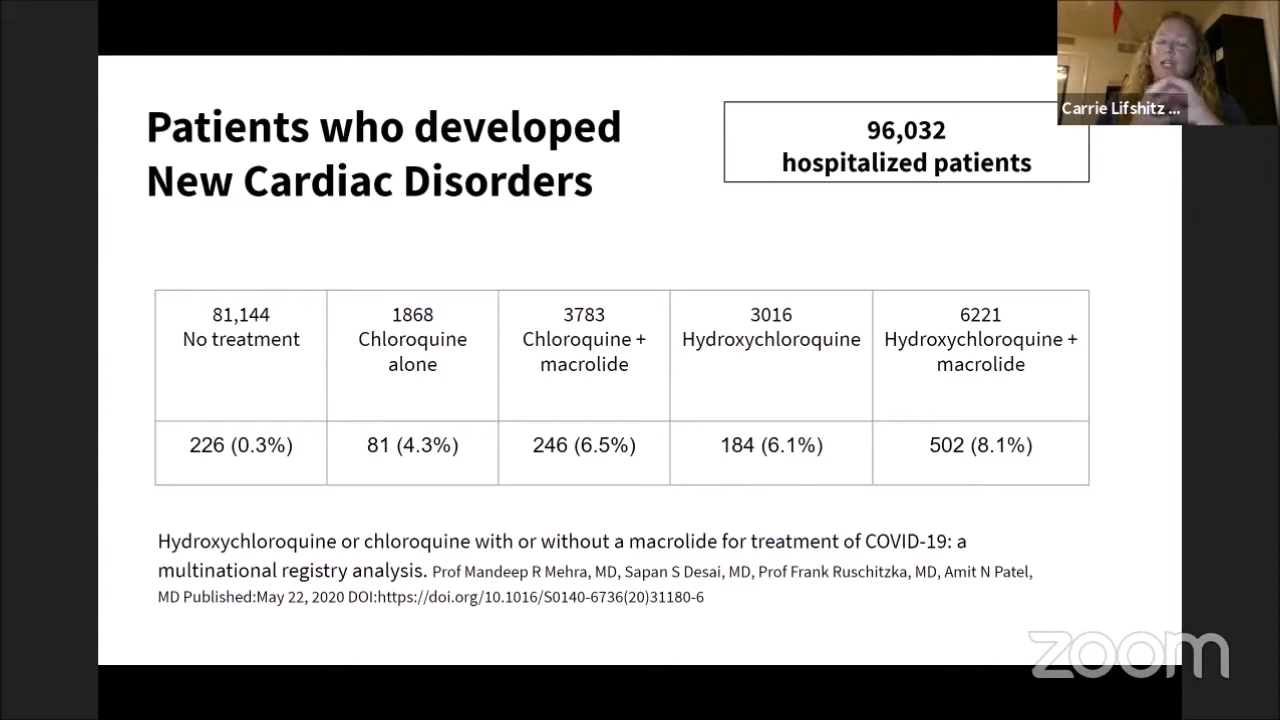 Patients who developed
New Cardiac Disorders
96,032
hospitalized patients
Carrie Lifshitz ...
81,144
No treatment
1868
Chloroquine
alone
3783
Chloroquine +
macrolide
3016
Hydroxychloroquine
6221
Hydroxychloroquine +
macrolide
226 (0.3%)
81 (4.3%)
246 (6.5%)
184 (6.1%)
502 (8.1%)
Hydroxychloroquine or chloroquine with or without a macrolide for treatment of COVID-19: a
multinational registry analysis. Prof Mandeep R Mehra, MD, Sapan S Desai, MD, Prof Frank Ruschitzka, MD, Amit N Patel,
MD Published:May 22, 2020 DOI:https://doi.org/10.1016/S0140-6736(20)31180-6
zoom